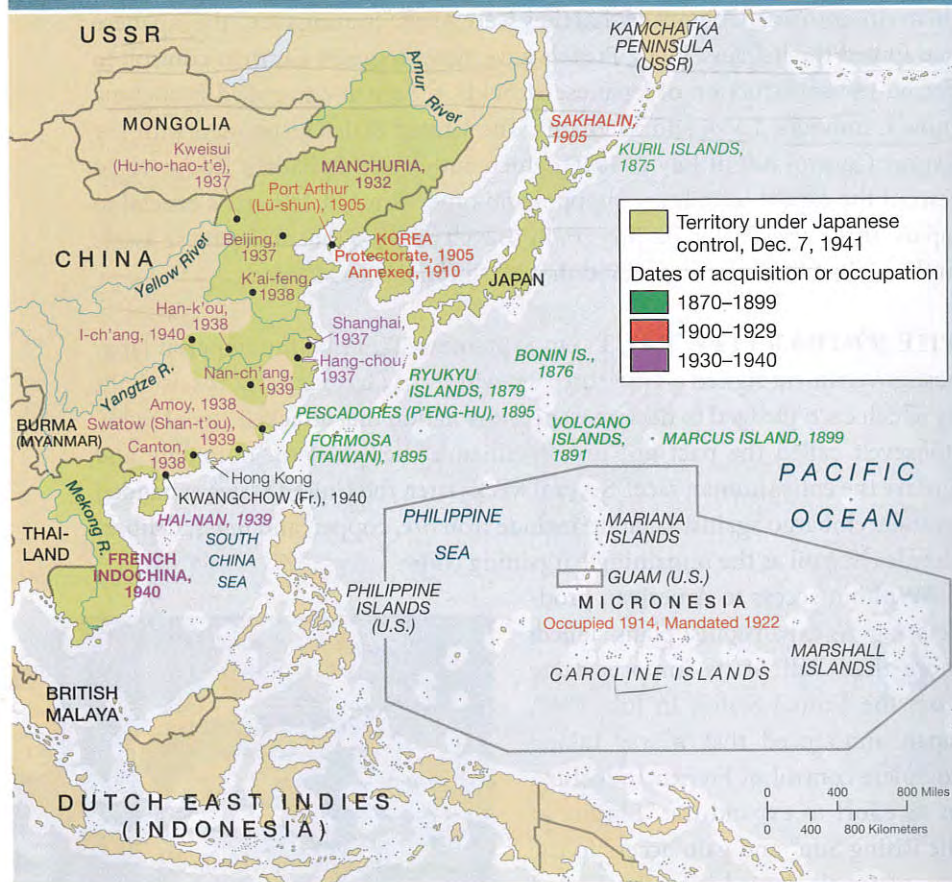 USSR
KAMCHATKA
PENINSULA
(USSR)
Amur River
MONGOLIA
SAKHALIN,
1905
KURIL ISLANDS,
1875
Kweisui
(Hu-ho-hao-t'e),
1937
MANCHURIA,
1932
Port Arthur
(Lü-shun), 1905
Territory under Japanese
control, Dec. 7, 1941
Dates of acquisition or occupation
1870–1899
1900–1929
1930–1940
Beijing,
1937
KOREA
Protectorate, 1905
Annexed, 1910
CHINA
Yellow River
JAPAN
K'ai-feng,
1938
Han-k'ou,
1938
I-ch'ang, 1940
Shanghai,
1937
Hang-chou,
1937
Yangtze R.
Nan-ch'ang,
1939
RYUKYU
ISLANDS, 1879
BONIN IS.,
1876
Amoy, 1938
PESCADORES (P'ENG-HU), 1895
Swatow (Shan-t'ou),
1939
BURMA
(MYANMAR)
FORMOSA
(TAIWAN), 1895
VOLCANO
ISLANDS,
1891
MARCUS ISLAND, 1899
Canton,
1938
Hong Kong
KWANGCHOW (Fr.), 1940
Mekong R.
HAI-NAN, 1939
PACIFIC
OCEAN
THAI-
LAND
SOUTH
CHINA
SEA
PHILIPPINE
SEA
MARIANA
ISLANDS
FRENCH
INDOCHINA,
1940
PHILIPPINE
ISLANDS
(U.S.)
GUAM (U.S.)
MICRONESIA
Occupied 1914, Mandated 1922
MARSHALL
ISLANDS
CAROLINE ISLANDS
BRITISH
MALAYA
DUTCH EAST INDIES
(INDONESIA)
0 400 800 Miles
0 400 800 Kilometers